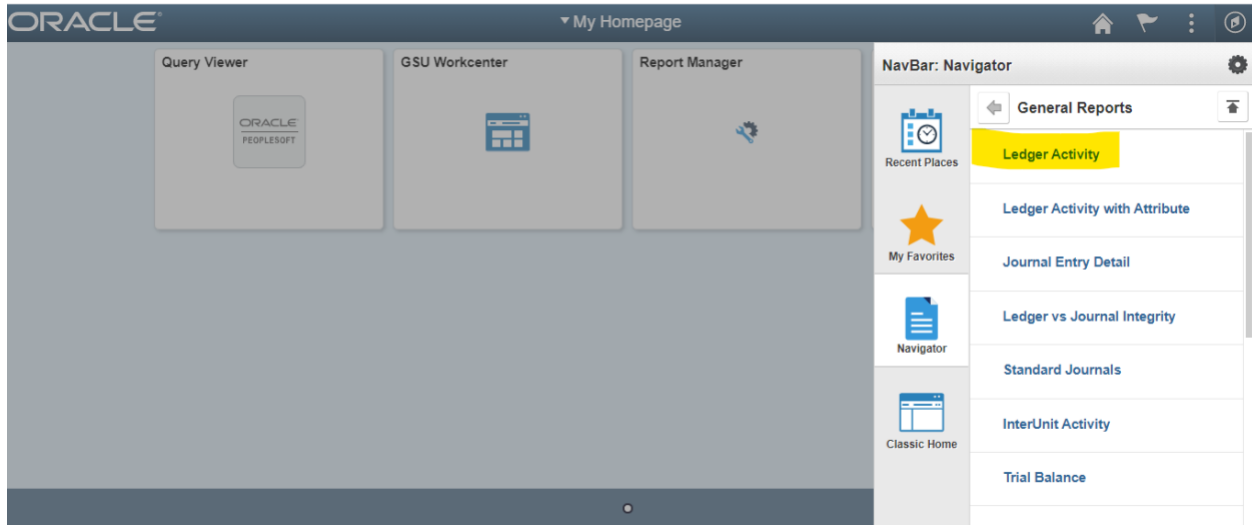 ORACLE
My Homepage
Query Viewer
ORACLE
PEOPLESOFT
GSU Workcenter
Report Manager
NavBar: Navigator
Recent Places
My Favorites
Navigator
Classic Home
General Reports
Ledger Activity
Ledger Activity with Attribute
Journal Entry Detail
Ledger vs Journal Integrity
Standard Journals
InterUnit Activity
Trial Balance